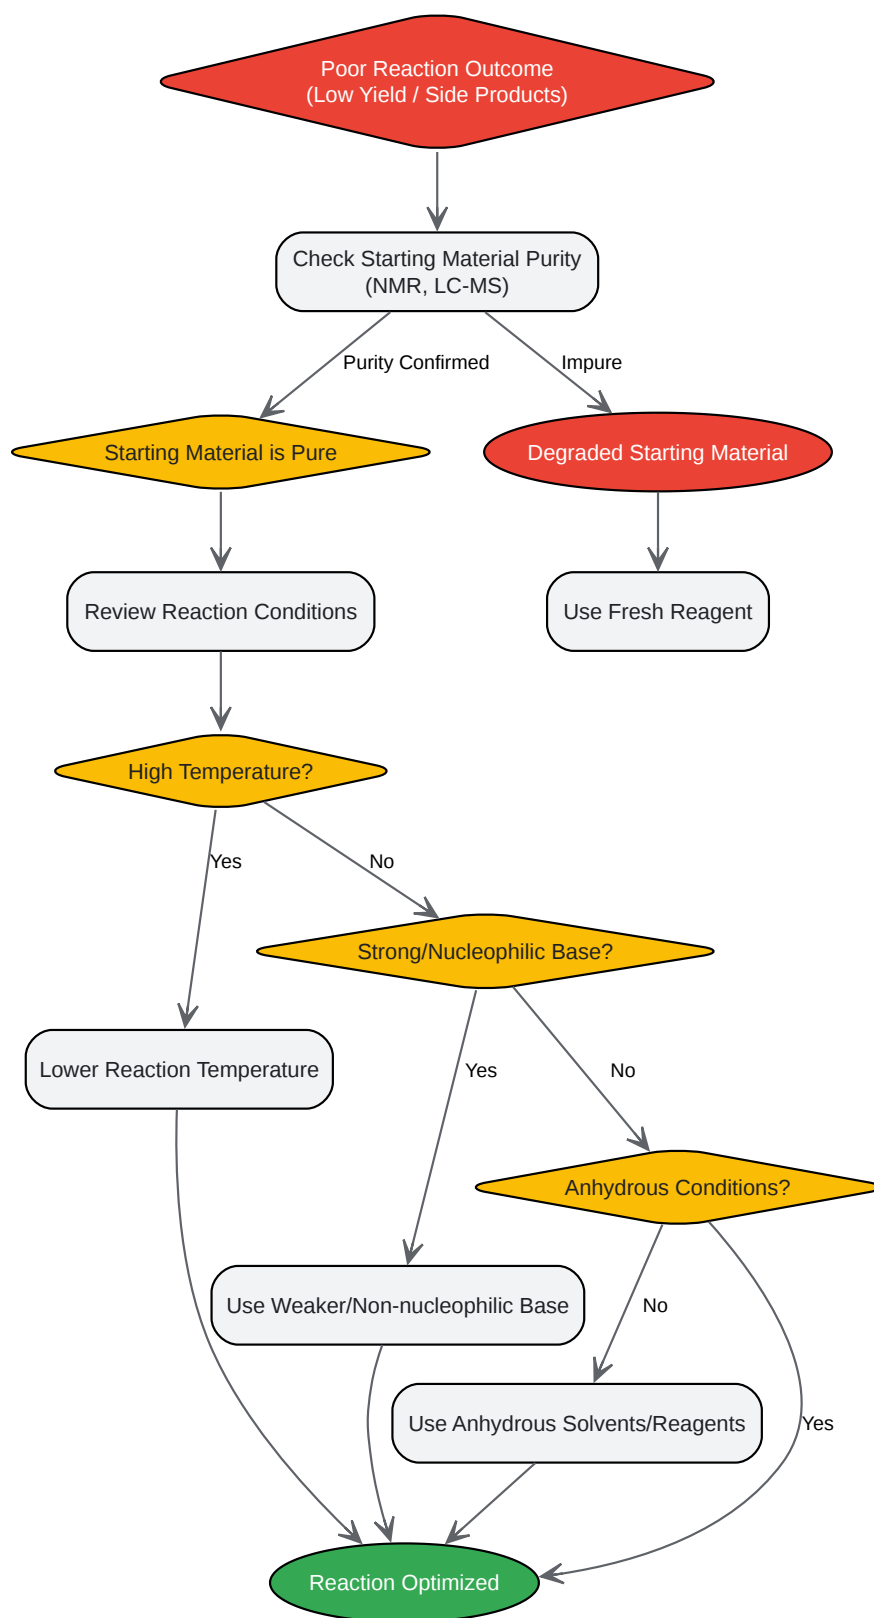 Poor Reaction Outcome
(Low Yield / Side Products)
Check Starting Material Purity
(NMR, LC-MS)
Purity Confirmed
Impure
Starting Material is Pure
Degraded Starting Material
Review Reaction Conditions
Use Fresh Reagent
High Temperature?
Yes
No
Strong/Nucleophilic Base?
Lower Reaction Temperature
Yes
No
Anhydrous Conditions?
Use Weaker/Non-nucleophilic Base
No
Use Anhydrous Solvents/Reagents
Yes
Reaction Optimized